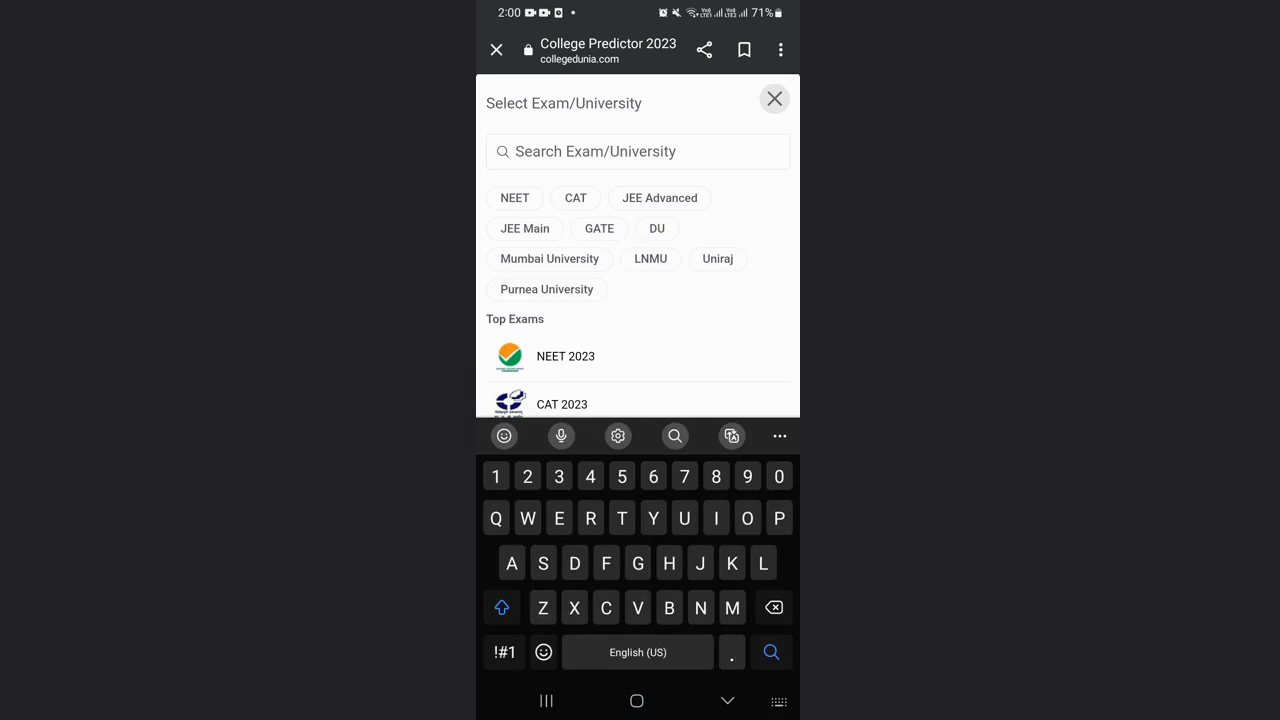 2:00 71%
College Predictor 2023
collegedunia.com
Select Exam/University
Search Exam/University
NEET CAT JEE Advanced
JEE Main GATE DU
Mumbai University LNMU Uniraj
Purnea University
Top Exams
NEET 2023
CAT 2023
1 2 3 4 5 6 7 8 9 0
Q W E R T Y U I O P
A S D F G H J K L
Z X C V B N M
!#1 English (US) .